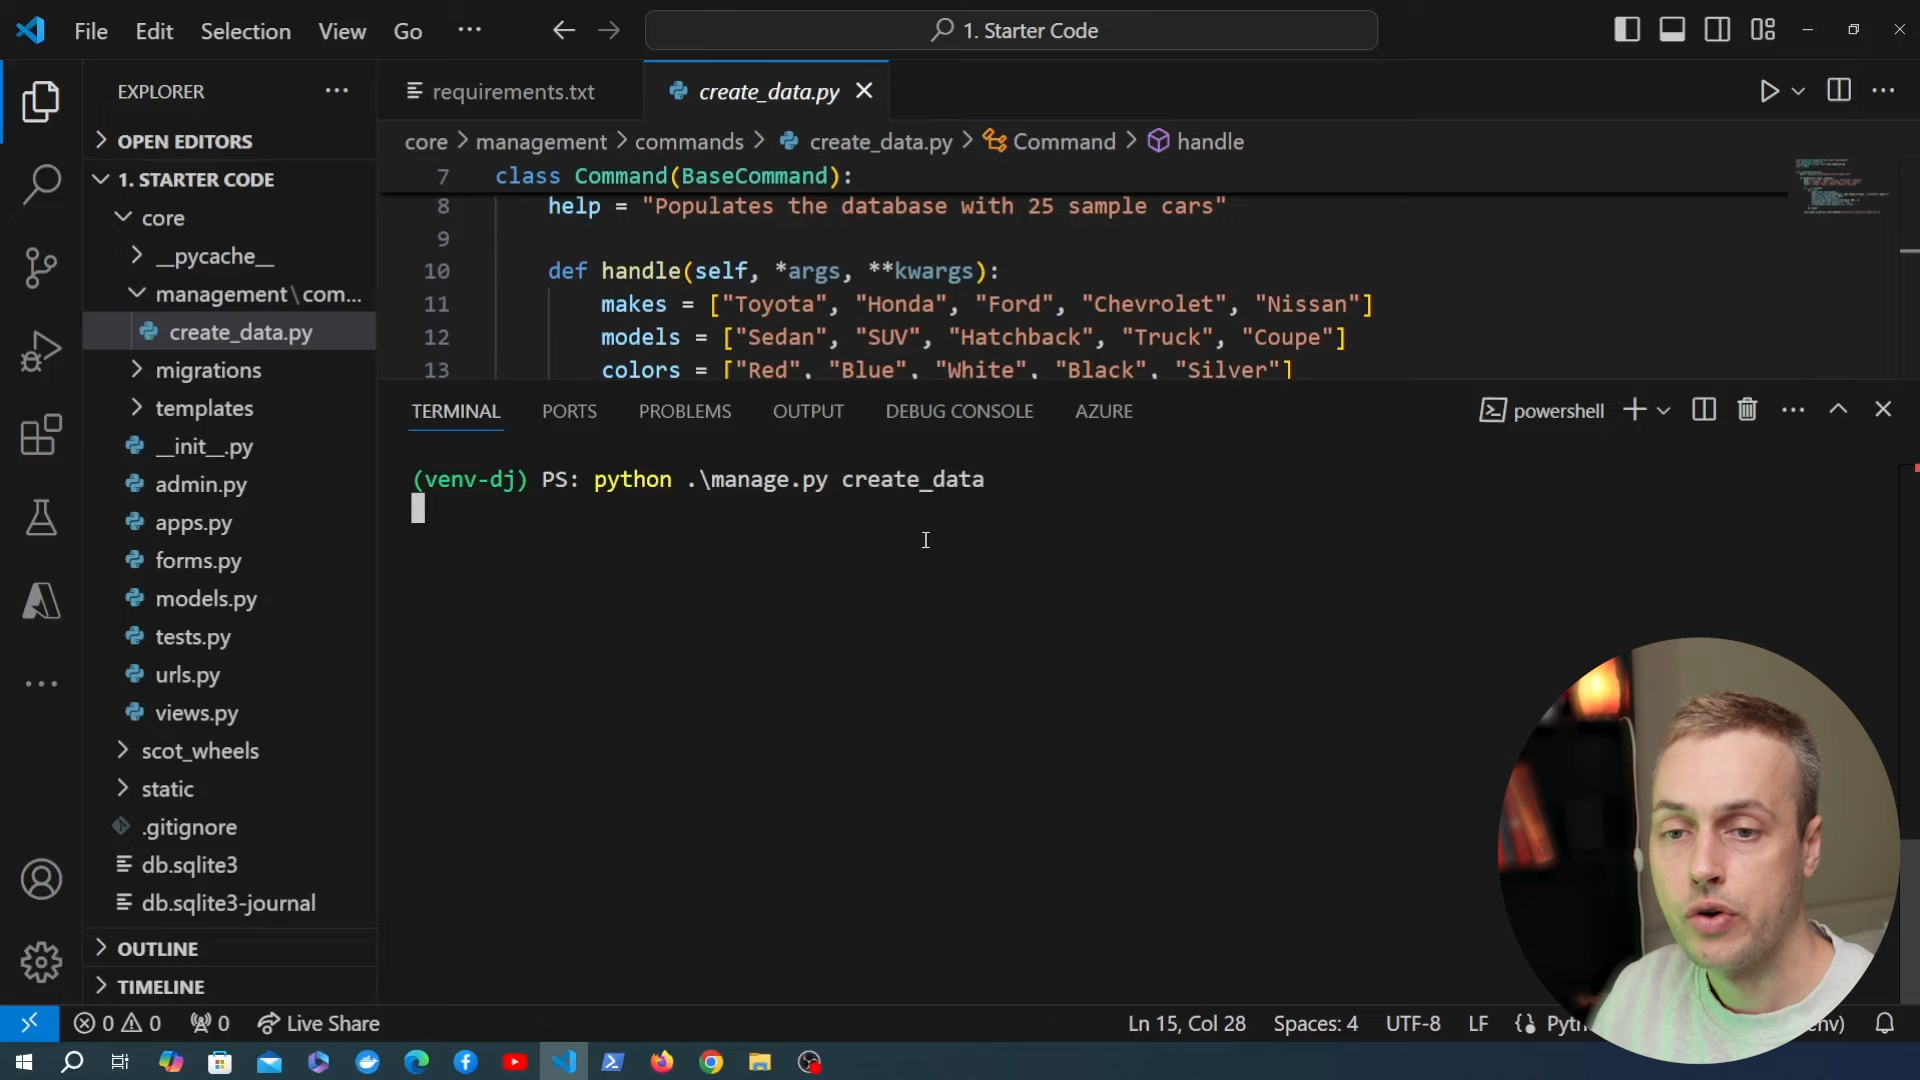 File Edit Selection View Go ··· 1. Starter Code
EXPLORER
OPEN EDITORS
1. STARTER CODE
core
__pycache__
management\com...
create_data.py
migrations
templates
__init__.py
admin.py
apps.py
forms.py
models.py
tests.py
urls.py
views.py
scot_wheels
static
.gitignore
db.sqlite3
db.sqlite3-journal
OUTLINE
TIMELINE
requirements.txt create_data.py
core > management > commands > create_data.py > Command > handle
7 class Command(BaseCommand):
8 help = "Populates the database with 25 sample cars"
9
10 def handle(self, *args, **kwargs):
11 makes = ["Toyota", "Honda", "Ford", "Chevrolet", "Nissan"]
12 models = ["Sedan", "SUV", "Hatchback", "Truck", "Coupe"]
13 colors = ["Red", "Blue", "White", "Black", "Silver"]
TERMINAL PORTS PROBLEMS OUTPUT DEBUG CONSOLE AZURE powershell
(venv-dj) PS: python .\manage.py create_data
0 0 0 Live Share Ln 15, Col 28 Spaces: 4 UTF-8 LF